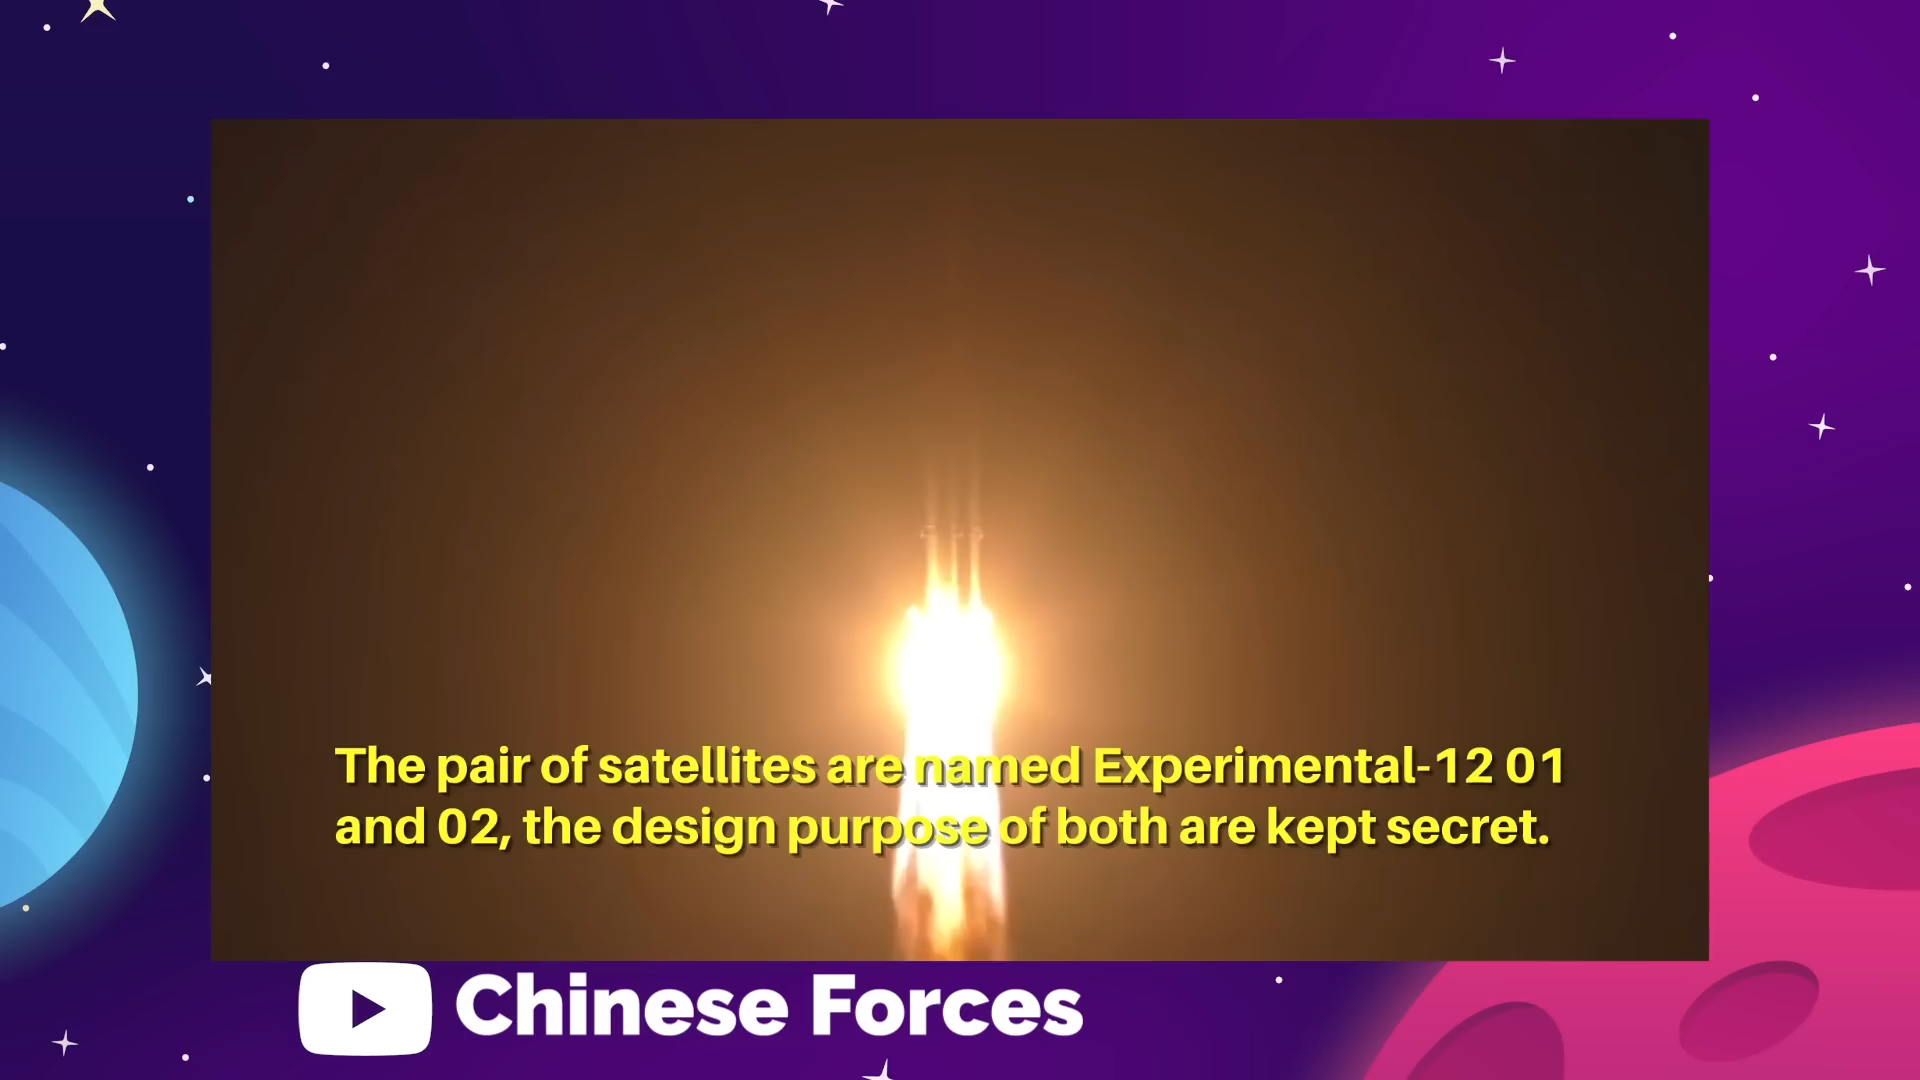 The pair of satellites are named Experimental-12 01
and 02, the design purpose of both are kept secret.
Chinese Forces